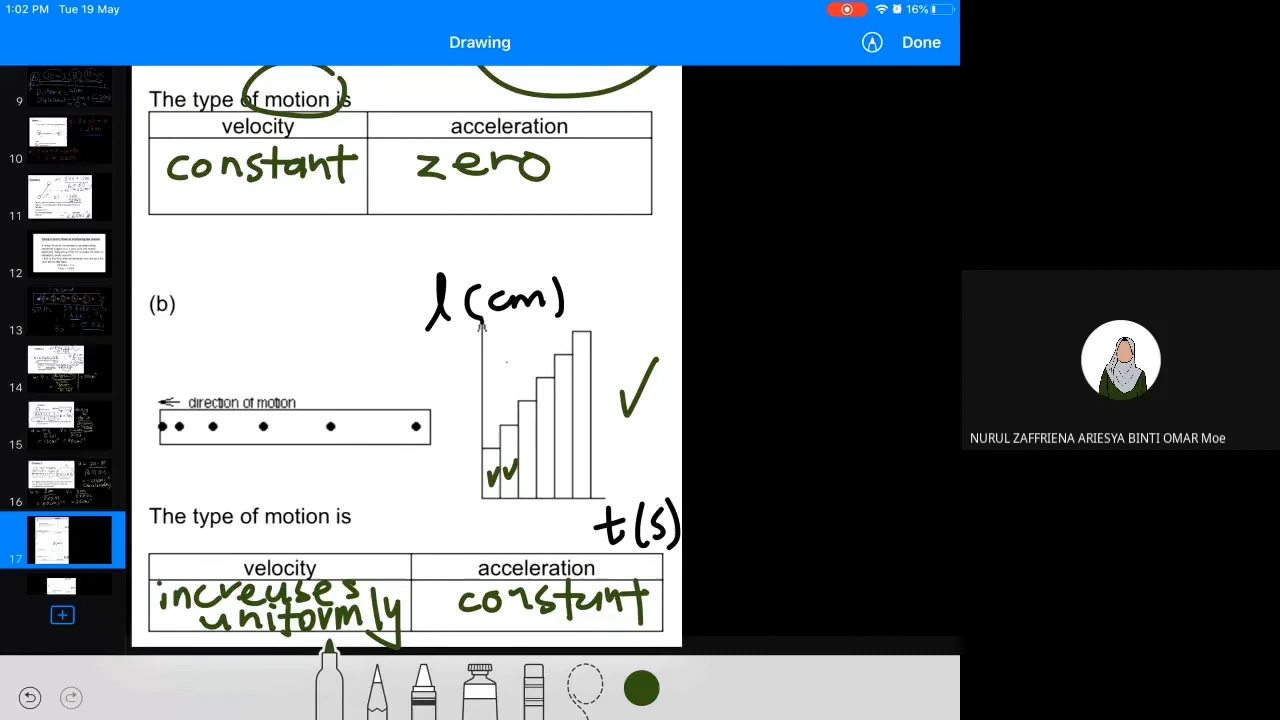 1:02 PM Tue 19 May
16%
Drawing
Done
9
10
11
12
13
14
15
16
17
The type of motion is
velocity acceleration
constant zero
(b)
l (cm)
direction of motion
t(s)
The type of motion is
velocity acceleration
increases uniformly constant
NURUL ZAFFRIENA ARIESYA BINTI OMAR Moe